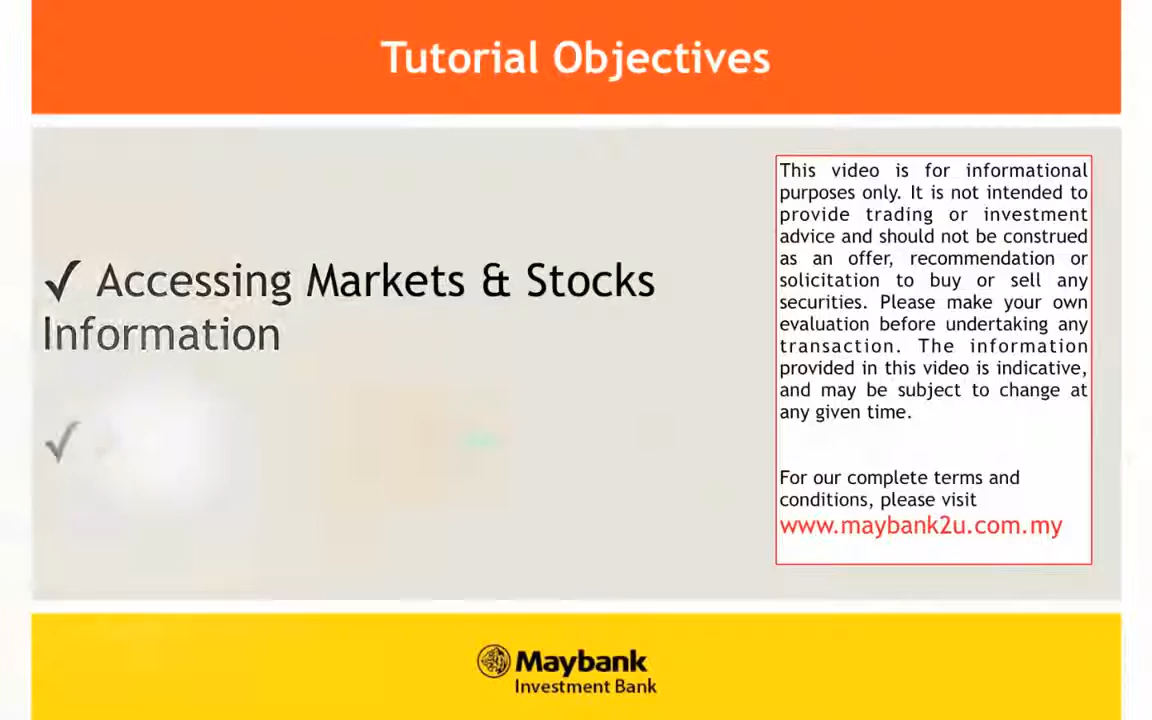 Tutorial Objectives
✓ Accessing Markets & Stocks
Information
✓
This video is for informational
purposes only. It is not intended to
provide trading or investment
advice and should not be construed
as an offer, recommendation or
solicitation to buy or sell any
securities. Please make your own
evaluation before undertaking any
transaction. The information
provided in this video is indicative,
and may be subject to change at
any given time.
For our complete terms and
conditions, please visit
www.maybank2u.com.my
Maybank
Investment Bank